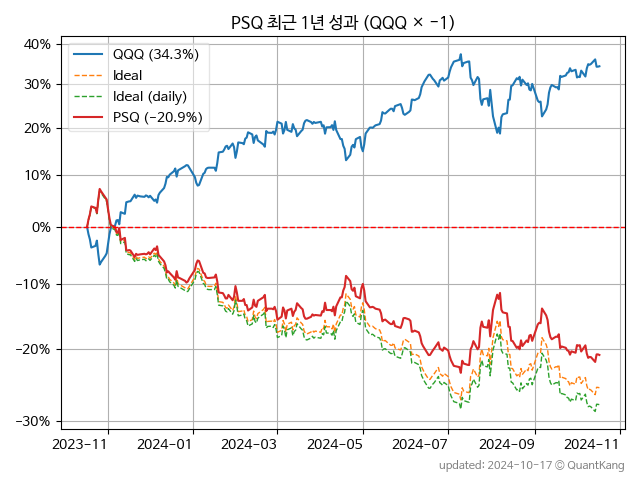 PSQ 최근 1년 성과 (QQQ × -1)
40%
30%
20%
10%
0%
-10%
-20%
-30%
QQQ (34.3%)
Ideal
Ideal (daily)
PSQ (-20.9%)
2023-11
2024-01
2024-03
2024-05
2024-07
2024-09
2024-11
updated: 2024-10-17 © QuantKang